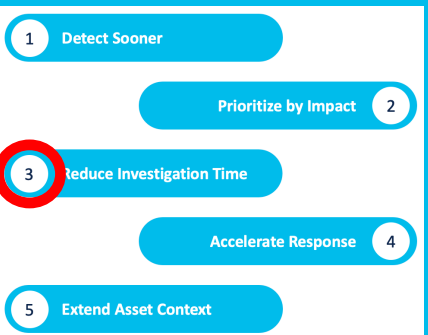 1 Detect Sooner
Prioritize by Impact 2
3 Reduce Investigation Time
Accelerate Response 4
5 Extend Asset Context